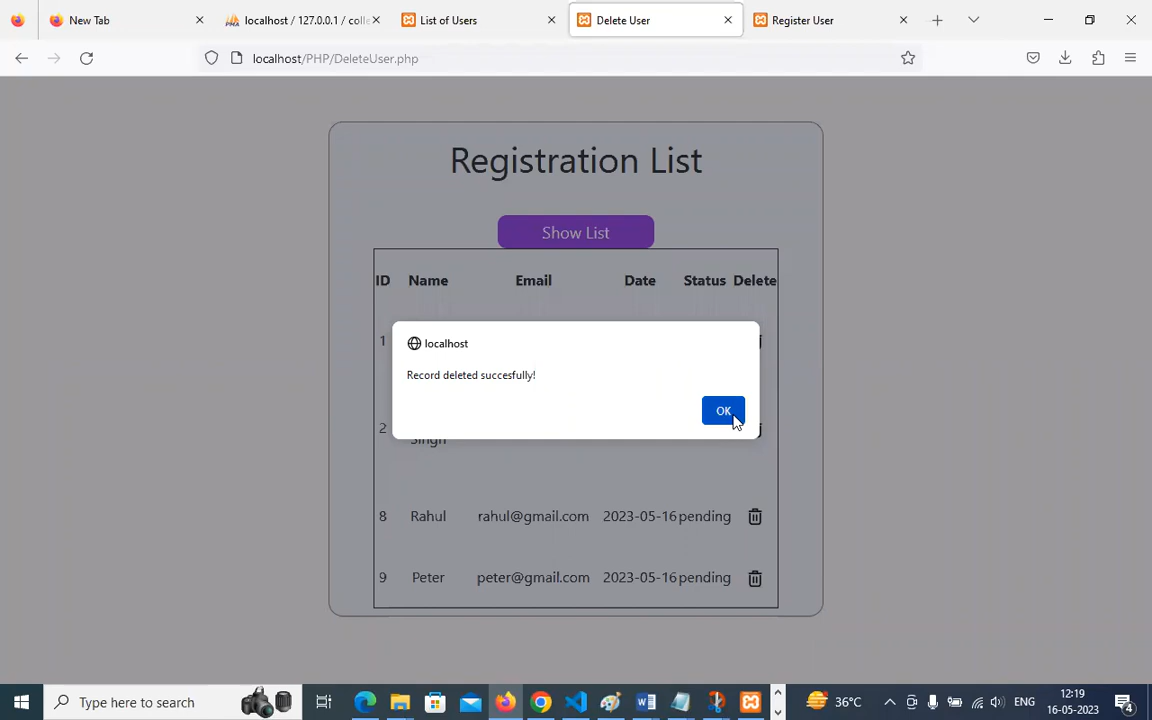 New Tab
localhost / 127.0.0.1 / colle
List of Users
Delete User
Register User
localhost/PHP/DeleteUser.php
Registration List
Show List
ID Name Email Date Status Delete
1
localhost
Record deleted succesfully!
OK
2
Singh
8 Rahul rahul@gmail.com 2023-05-16 pending
9 Peter peter@gmail.com 2023-05-16 pending
Type here to search
36°C
ENG
12:19
16-05-2023
4